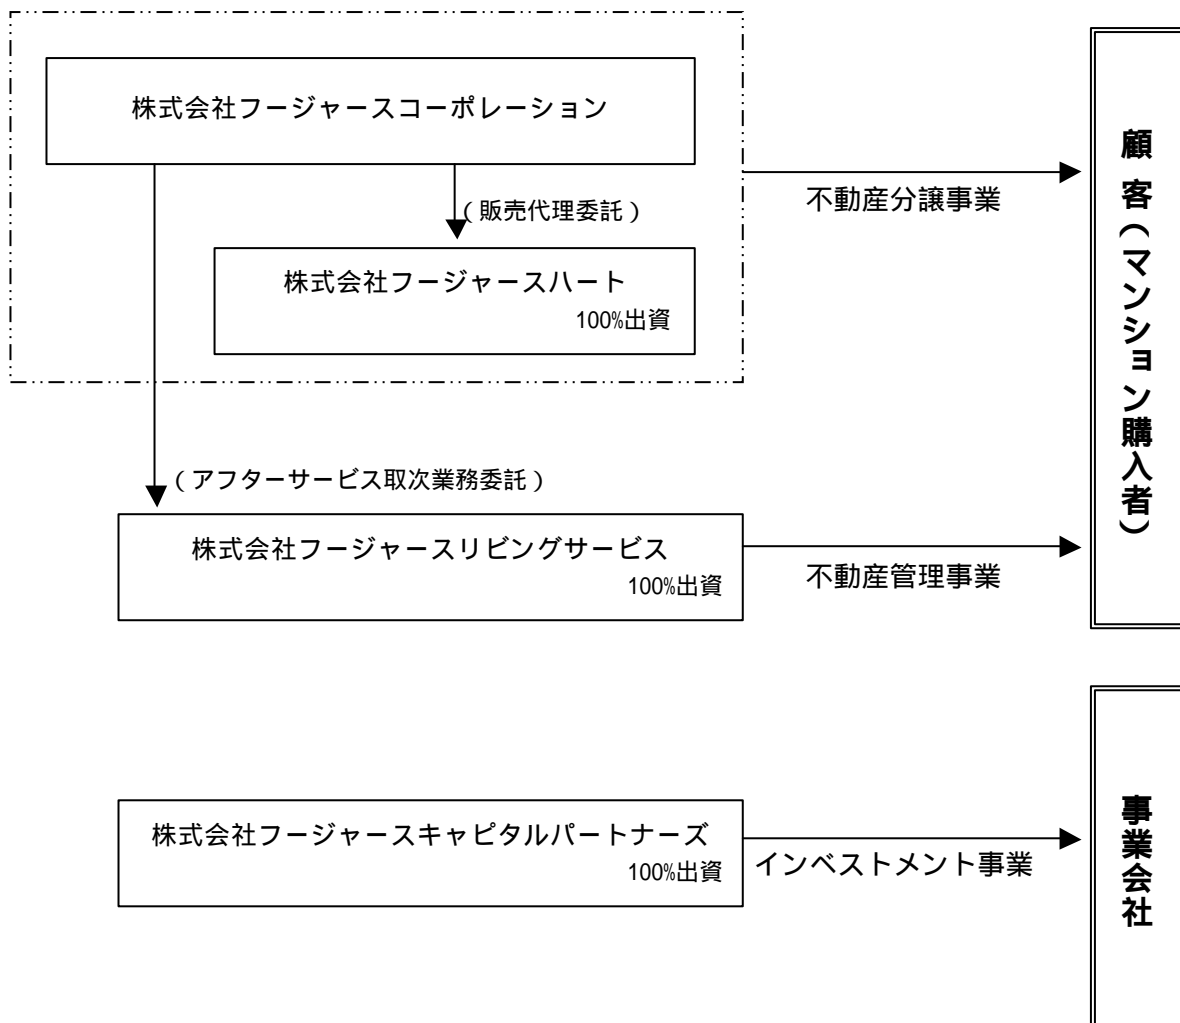 株式会社フージャースコーポレーション
（販売代理委託）
不動産分譲事業
株式会社フージャースハート
100%出資
（アフターサービス取次業務委託）
株式会社フージャースリビングサービス
100%出資
不動産管理事業
顧客（マンション購入者）
株式会社フージャースキャピタルパートナーズ
100%出資
インベストメント事業
事業会社